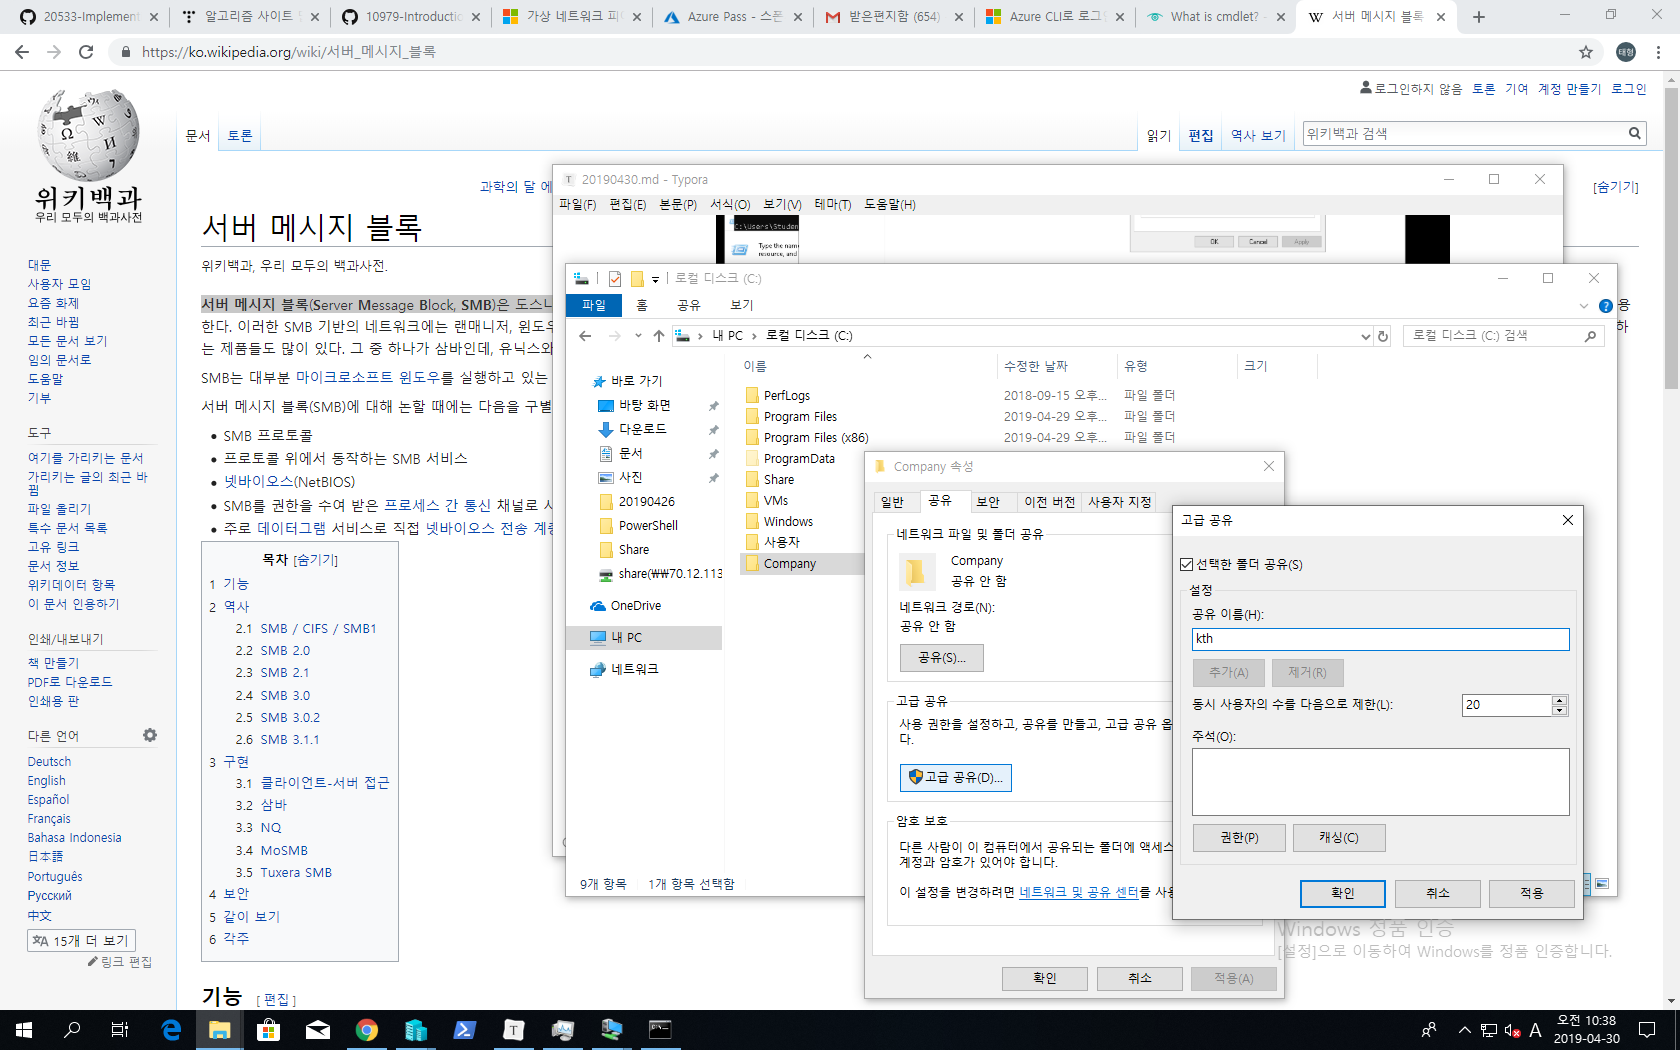 20533-Implement
알고리즘 사이트
10979-Introductio
가상 네트워크 피
Azure Pass - 스폰
받은편지함 (654)
Azure CLI로 로그
What is cmdlet? -
서버 메시지 블록
https://ko.wikipedia.org/wiki/서버_메시지_블록
태형
로그인하지 않음 토론 기여 계정 만들기 로그인
문서 토론
읽기 편집 역사 보기
위키백과 검색
위키백과
우리 모두의 백과사전
과학의 달 에
[숨기기]
서버 메시지 블록
위키백과, 우리 모두의 백과사전.
서버 메시지 블록(Server Message Block, SMB)은 도스나
용
한다. 이러한 SMB 기반의 네트워크에는 랜매니저, 윈도우
하
는 제품들도 많이 있다. 그 중 하나가 삼바인데, 유닉스와
SMB는 대부분 마이크로소프트 윈도우를 실행하고 있는
서버 메시지 블록(SMB)에 대해 논할 때에는 다음을 구별
SMB 프로토콜
프로토콜 위에서 동작하는 SMB 서비스
넷바이오스(NetBIOS)
SMB를 권한을 수여 받은 프로세스 간 통신 채널로 사
주로 데이터그램 서비스로 직접 넷바이오스 전송 계층
목차 [숨기기]
1 기능
2 역사
2.1 SMB / CIFS / SMB1
2.2 SMB 2.0
2.3 SMB 2.1
2.4 SMB 3.0
2.5 SMB 3.0.2
2.6 SMB 3.1.1
3 구현
3.1 클라이언트-서버 접근
3.2 삼바
3.3 NQ
3.4 MoSMB
3.5 Tuxera SMB
4 보안
5 같이 보기
6 각주
기능 [ 편집 ]
대문
사용자 모임
요즘 화제
최근 바뀜
모든 문서 보기
임의 문서로
도움말
기부
도구
여기를 가리키는 문서
가리키는 글의 최근 바
뀜
파일 올리기
특수 문서 목록
고유 링크
문서 정보
위키데이터 항목
이 문서 인용하기
인쇄/내보내기
책 만들기
PDF로 다운로드
인쇄용 판
다른 언어
Deutsch
English
Español
Français
Bahasa Indonesia
日本語
Português
Русский
中文
15개 더 보기
링크 편집
20190430.md - Typora
파일(F) 편집(E) 본문(P) 서식(O) 보기(V) 테마(T) 도움말(H)
C:\Users\Studen
Type the nam
resource, and
OK Cancel Apply
로컬 디스크 (C:)
파일 홈 공유 보기
내 PC 로컬 디스크 (C:)
로컬 디스크 (C:) 검색
이름 수정한 날짜 유형 크기
바로 가기
바탕 화면
다운로드
문서
사진
20190426
PowerShell
Share
share(₩₩70.12.113
OneDrive
내 PC
네트워크
PerfLogs 2018-09-15 오후... 파일 폴더
Program Files 2019-04-29 오후... 파일 폴더
Program Files (x86) 2019-04-29 오후... 파일 폴더
ProgramData
Share
VMs
Windows
사용자
Company
9개 항목 1개 항목 선택함
Company 속성
일반 공유 보안 이전 버전 사용자 지정
네트워크 파일 및 폴더 공유
Company
공유 안 함
네트워크 경로(N):
공유 안 함
공유(S)...
고급 공유
사용 권한을 설정하고, 공유를 만들고, 고급 공유 옵
다.
고급 공유(D)...
암호 보호
다른 사람이 이 컴퓨터에서 공유되는 폴더에 액세스
계정과 암호가 있어야 합니다.
이 설정을 변경하려면 네트워크 및 공유 센터를 사용
확인 취소 적용(A)
고급 공유
선택한 폴더 공유(S)
설정
공유 이름(H):
kth
추가(A) 제거(R)
동시 사용자의 수를 다음으로 제한(L): 20
주석(O):
권한(P) 캐싱(C)
확인 취소 적용
Windows 정품 인증
[설정]으로 이동하여 Windows를 정품 인증합니다.
A
오전 10:38
2019-04-30